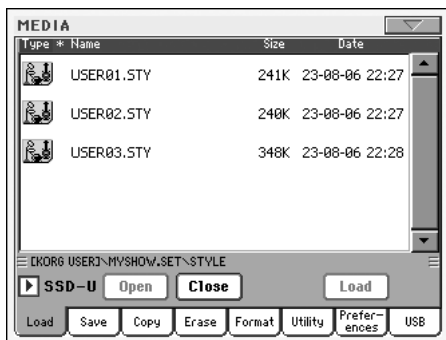 MEDIA
Type * Name Size Date
USER01.STY 241K 23-08-06 22:27
USER02.STY 240K 23-08-06 22:27
USER03.STY 348K 23-08-06 22:28
[KORG USER]\MYSHOW.SET\STYLE
SSD-U Open Close Load
Load Save Copy Erase Format Utility Prefer-ences USB